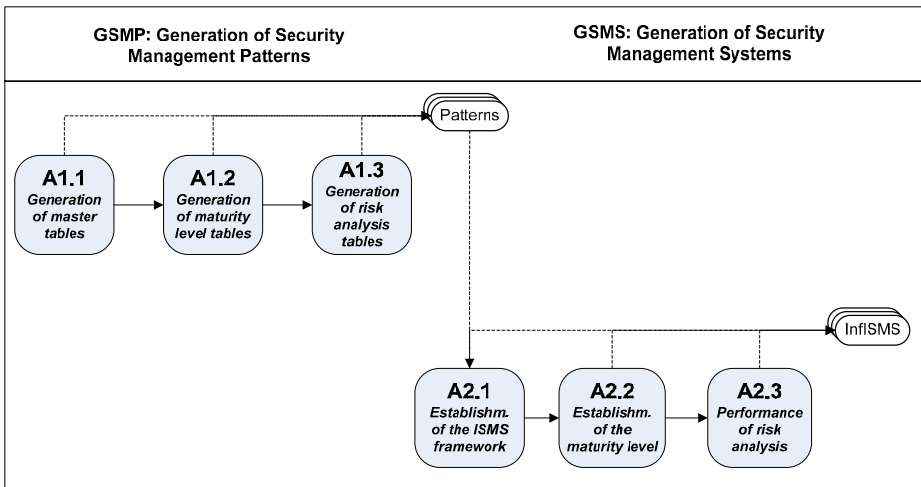 GSMP: Generation of Security
Management Patterns
GSMS: Generation of Security
Management Systems
Patterns
A1.1
Generation
of master
tables
A1.2
Generation
of maturity
level tables
A1.3
Generation
of risk
analysis
tables
InfISMS
A2.1
Establishm.
of the ISMS
framework
A2.2
Establishm.
of the
maturity level
A2.3
Performance
of risk
analysis